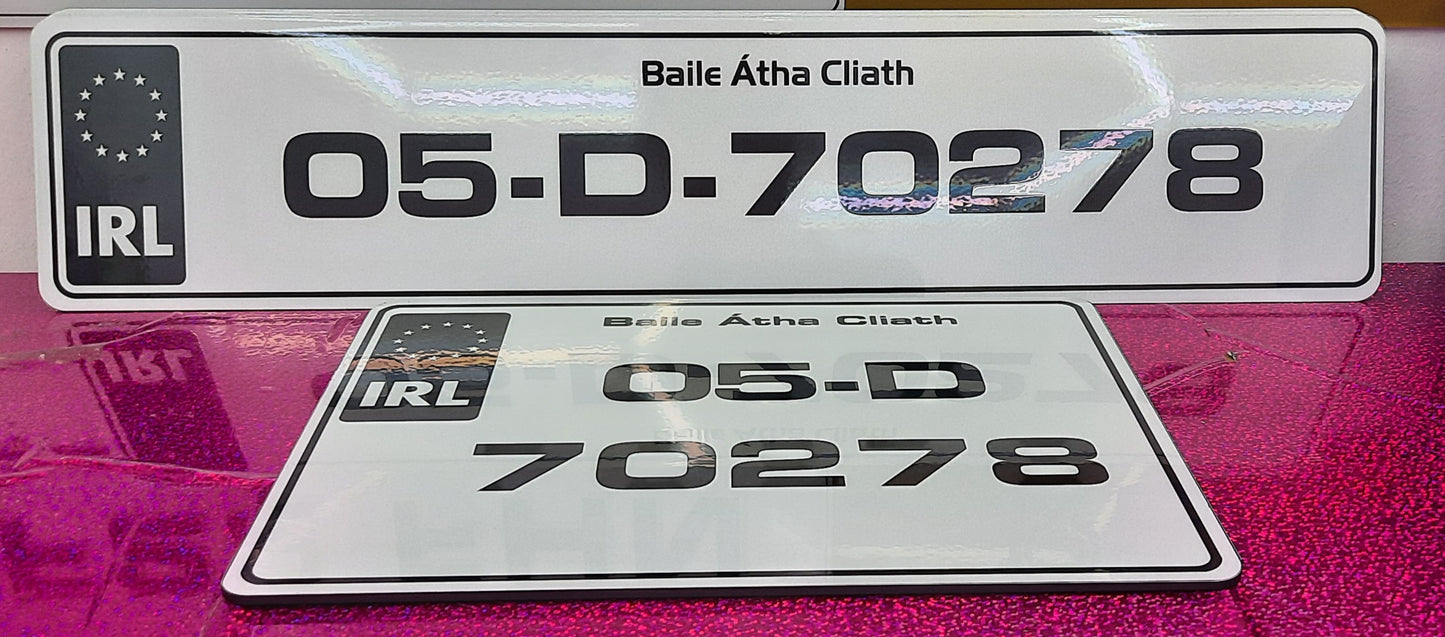 Baile Átha Cliath
05-D-70278
IRL
Baile Átha Cliath
IRL
05-D
70278